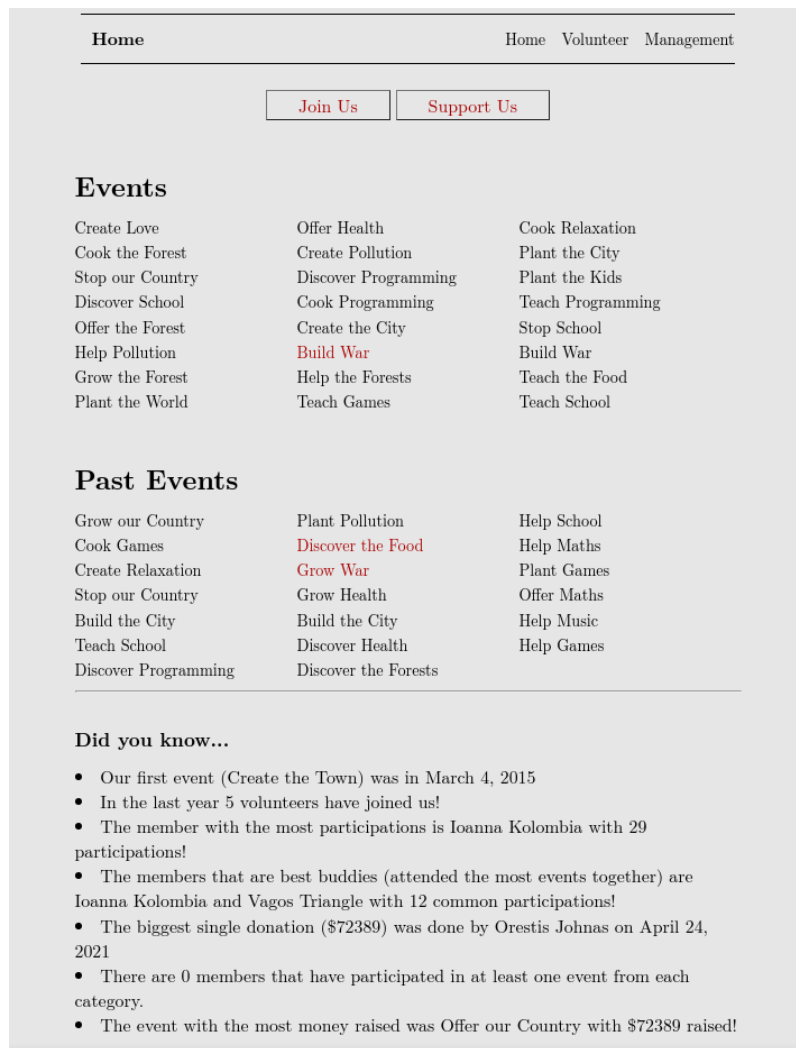 Home
Home Volunteer Management
Join Us Support Us
Events
Create Love
Cook the Forest
Stop our Country
Discover School
Offer the Forest
Help Pollution
Grow the Forest
Plant the World
Offer Health
Create Pollution
Discover Programming
Cook Programming
Create the City
Build War
Help the Forests
Teach Games
Cook Relaxation
Plant the City
Plant the Kids
Teach Programming
Stop School
Build War
Teach the Food
Teach School
Past Events
Grow our Country
Cook Games
Create Relaxation
Stop our Country
Build the City
Teach School
Discover Programming
Plant Pollution
Discover the Food
Grow War
Grow Health
Build the City
Discover Health
Discover the Forests
Help School
Help Maths
Plant Games
Offer Maths
Help Music
Help Games
Did you know...
• Our first event (Create the Town) was in March 4, 2015
• In the last year 5 volunteers have joined us!
• The member with the most participations is Ioanna Kolombia with 29
participations!
• The members that are best buddies (attended the most events together) are
Ioanna Kolombia and Vagos Triangle with 12 common participations!
• The biggest single donation ($72389) was done by Orestis Johnas on April 24,
2021
• There are 0 members that have participated in at least one event from each
category.
• The event with the most money raised was Offer our Country with $72389 raised!